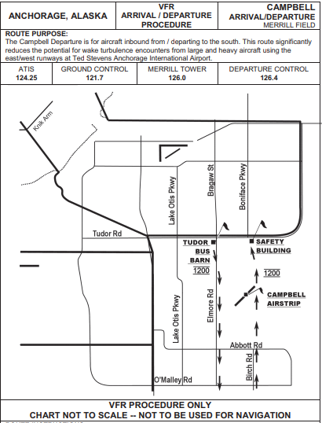 ANCHORAGE, ALASKA
VFR
ARRIVAL / DEPARTURE
PROCEDURE
CAMPBELL
ARRIVAL/DEPARTURE
MERRILL FIELD
ROUTE PURPOSE:
The Campbell Departure is for aircraft inbound from / departing to the south. This route significantly
reduces the potential for wake turbulence encounters from large and heavy aircraft using the
east/west runways at Ted Stevens Anchorage International Airport.
ATIS
124.25
GROUND CONTROL
121.7
MERRILL TOWER
126.0
DEPARTURE CONTROL
126.4
Knik Arm
Lake Otis Pkwy
Bragaw St
Boniface Pkwy
Tudor Rd
TUDOR
BUS
BARN
1200
SAFETY
BUILDING
1200
CAMPBELL
AIRSTRIP
Lake Otis Pkwy
Elmore Rd
Abbott Rd
Birch Rd
O'Malley Rd
VFR PROCEDURE ONLY
CHART NOT TO SCALE -- NOT TO BE USED FOR NAVIGATION